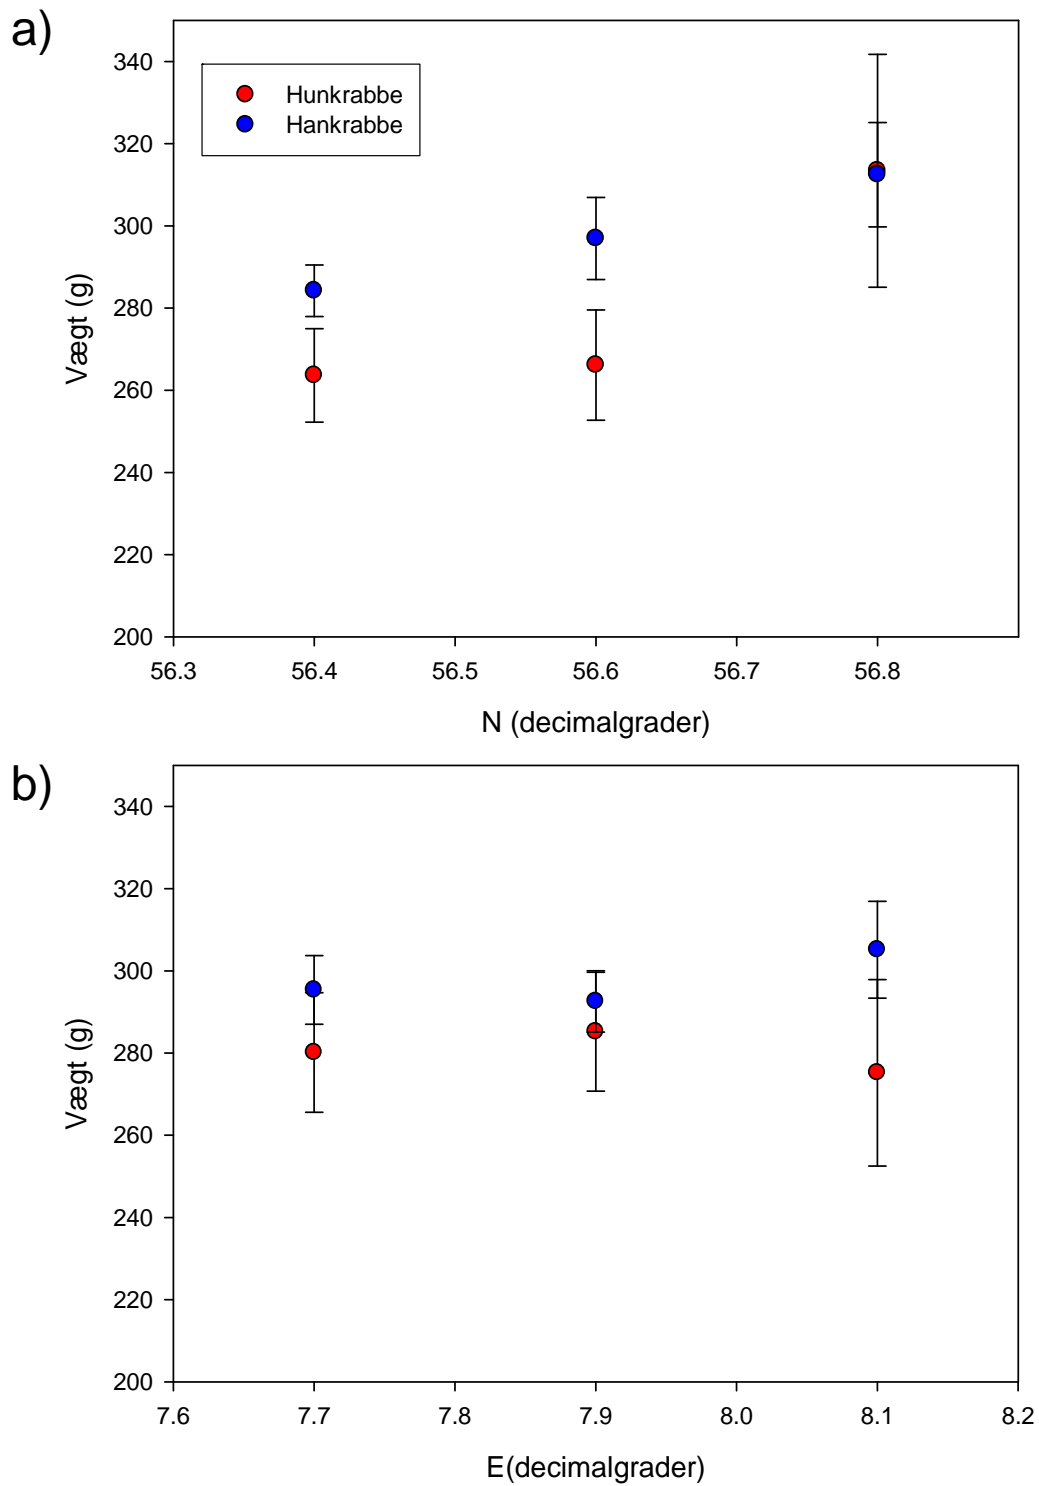 a)
340
320
300
280
260
240
220
200
Vægt (g)
Hunkrabbe
Hankrabbe
56.3 56.4 56.5 56.6 56.7 56.8
N (decimalgrader)
b)
340
320
300
280
260
240
220
200
Vægt (g)
7.6 7.7 7.8 7.9 8.0 8.1 8.2
E(decimalgrader)